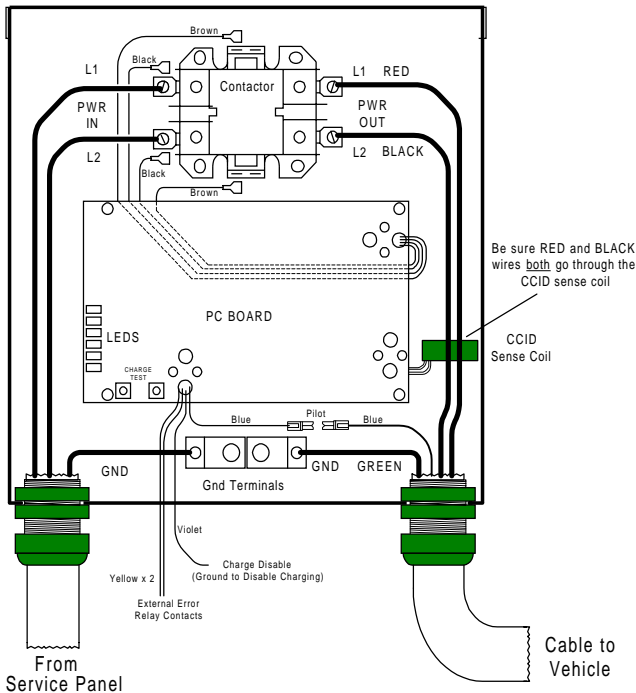 Brown
L1
Black
Contactor
L1 RED
PWR
IN
PWR
OUT
L2
L2 BLACK
Black
Brown
Be sure RED and BLACK
wires both go through the
CCID sense coil
PC BOARD
LEDS
CCID
Sense Coil
CHARGE
TEST
Blue
Pilot
Blue
GND
GND
GREEN
Gnd Terminals
Violet
Charge Disable
(Ground to Disable Charging)
Yellow x 2
External Error
Relay Contacts
From
Service Panel
Cable to
Vehicle